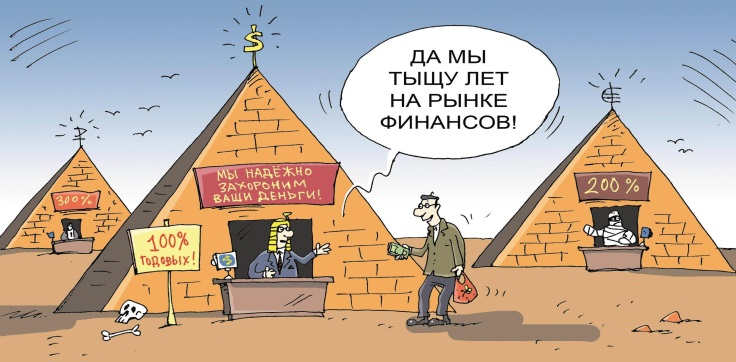 ДА МЫ
ТЫЩУ ЛЕТ
НА РЫНКЕ
ФИНАНСОВ!
$
МЫ НАДЁЖНО
ЗАХОРОНИМ
ВАШИ ДЕНЬГИ!
300%
200%
100%
ГОДОВЫХ!
$